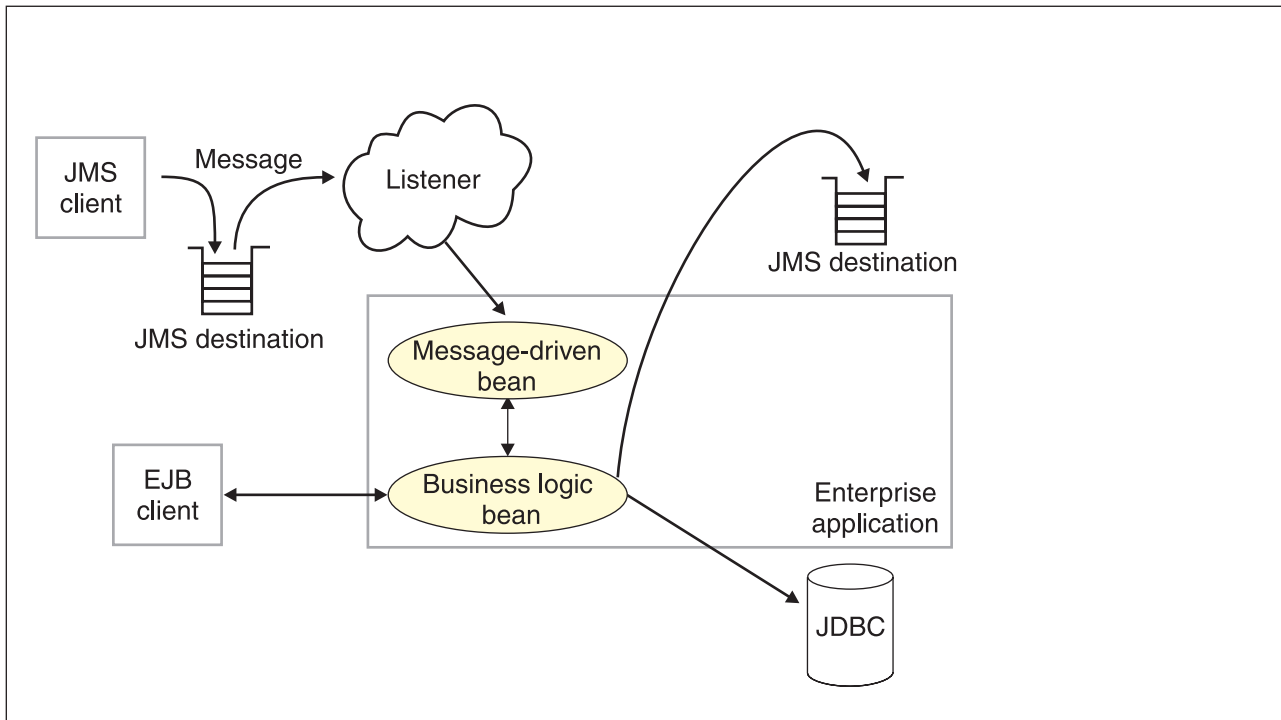 JMS
client
Message
Listener
JMS destination
JMS destination
Message-driven
bean
EJB
client
Business logic
bean
Enterprise
application
JDBC